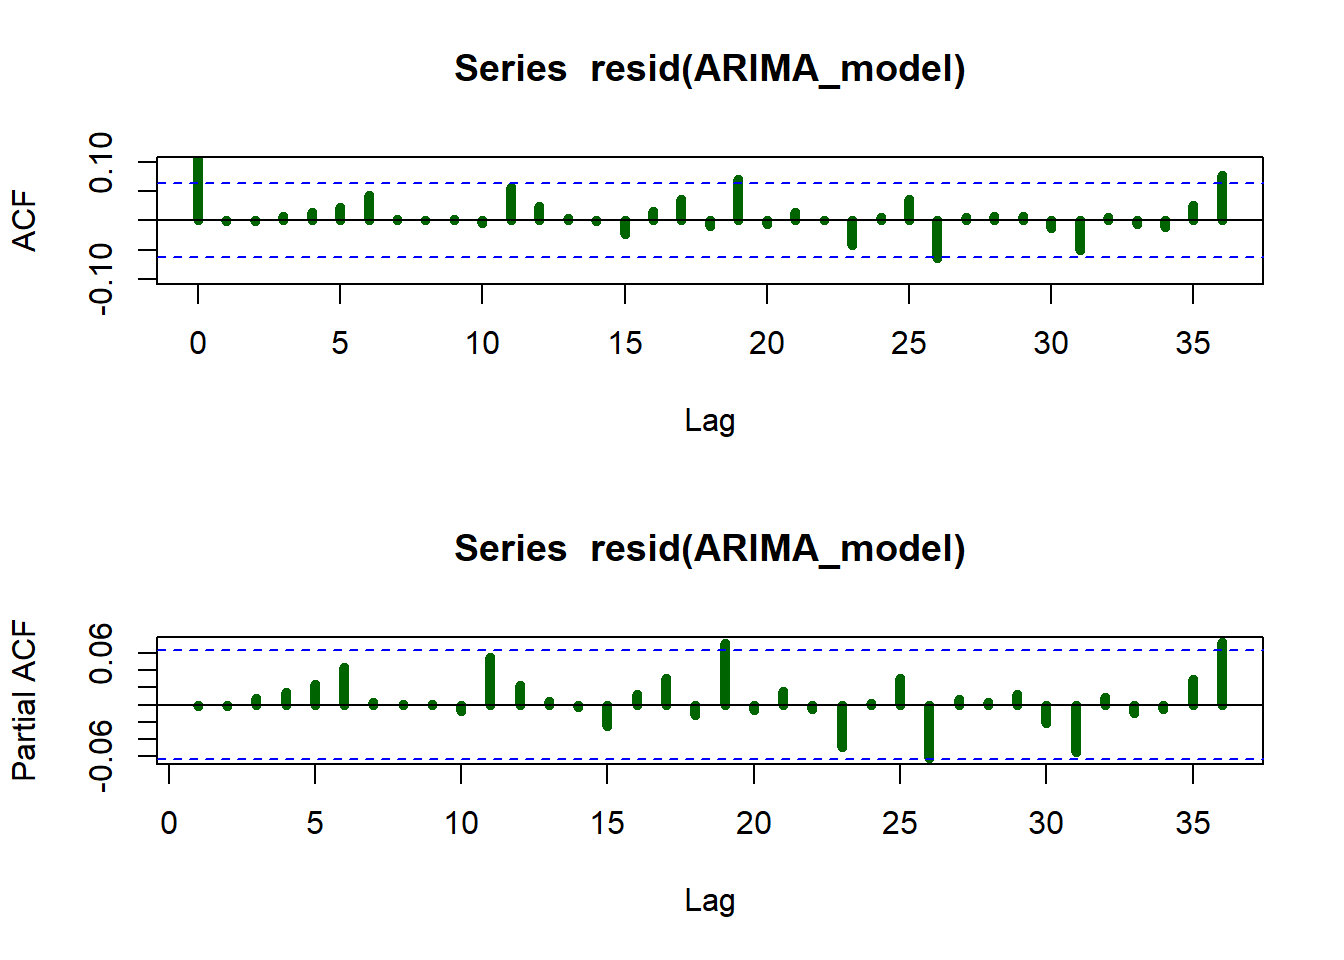 Series  resid(ARIMA_model)
ACF
0.10
-0.10
0 5 10 15 20 25 30 35
Lag
Series  resid(ARIMA_model)
Partial ACF
0.06
-0.06
0 5 10 15 20 25 30 35
Lag